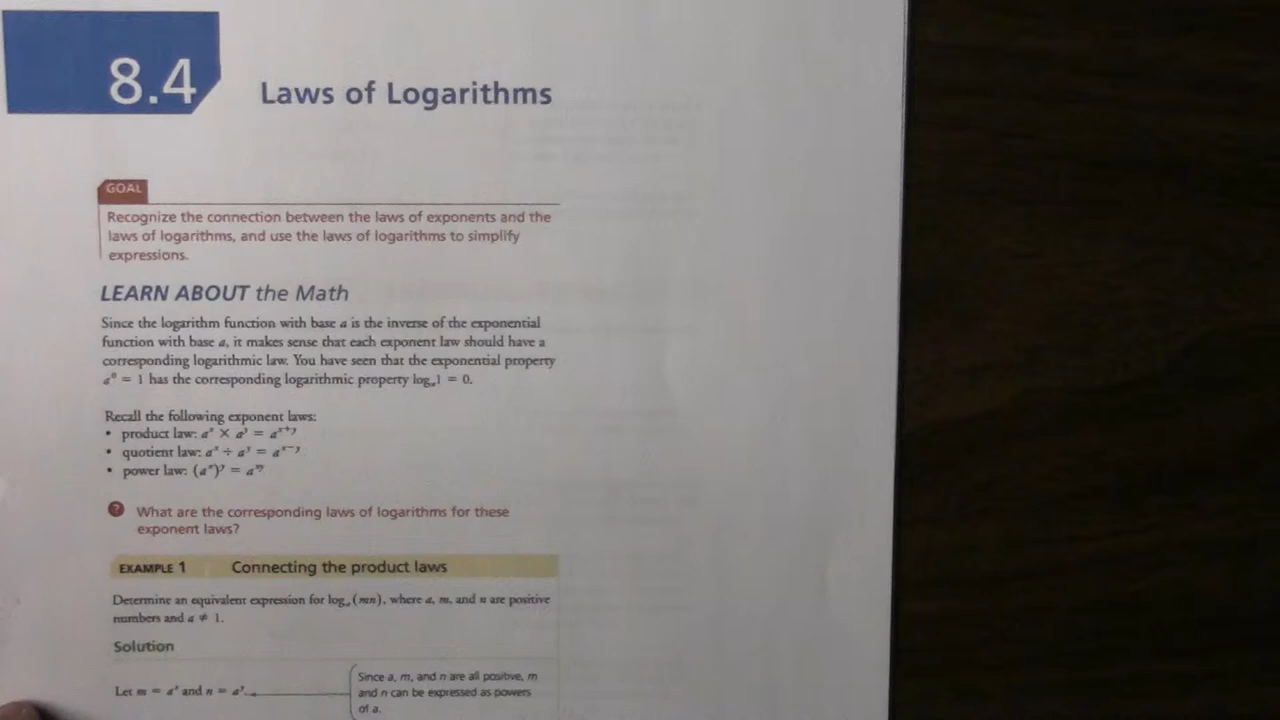 8.4 Laws of Logarithms
GOAL
Recognize the connection between the laws of exponents and the
laws of logarithms, and use the laws of logarithms to simplify
expressions.
LEARN ABOUT the Math
Since the logarithm function with base a is the inverse of the exponential
function with base a, it makes sense that each exponent law should have a
corresponding logarithmic law. You have seen that the exponential property
a⁰ = 1 has the corresponding logarithmic property logₐ1 = 0.
Recall the following exponent laws:
• product law: aˣ × aʸ = aˣ⁺ʸ
• quotient law: aˣ ÷ aʸ = aˣ⁻ʸ
• power law: (aˣ)ʸ = aˣʸ
? What are the corresponding laws of logarithms for these
exponent laws?
EXAMPLE 1 Connecting the product laws
Determine an equivalent expression for logₐ(mn), where a, m, and n are positive
numbers and a ≠ 1.
Solution
Let m = aˣ and n = aʸ.
Since a, m, and n are all positive, m
and n can be expressed as powers
of a.